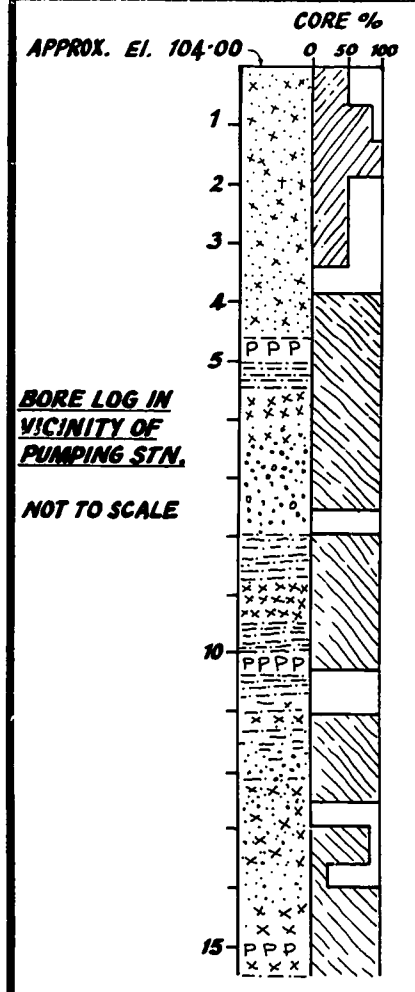 CORE %
APPROX. El. 104·00
0 50 100
1
2
3
4
P P P
5
BORE LOG IN
VICINITY OF
PUMPING STN.
NOT TO SCALE
10
P P P P
15
P P P